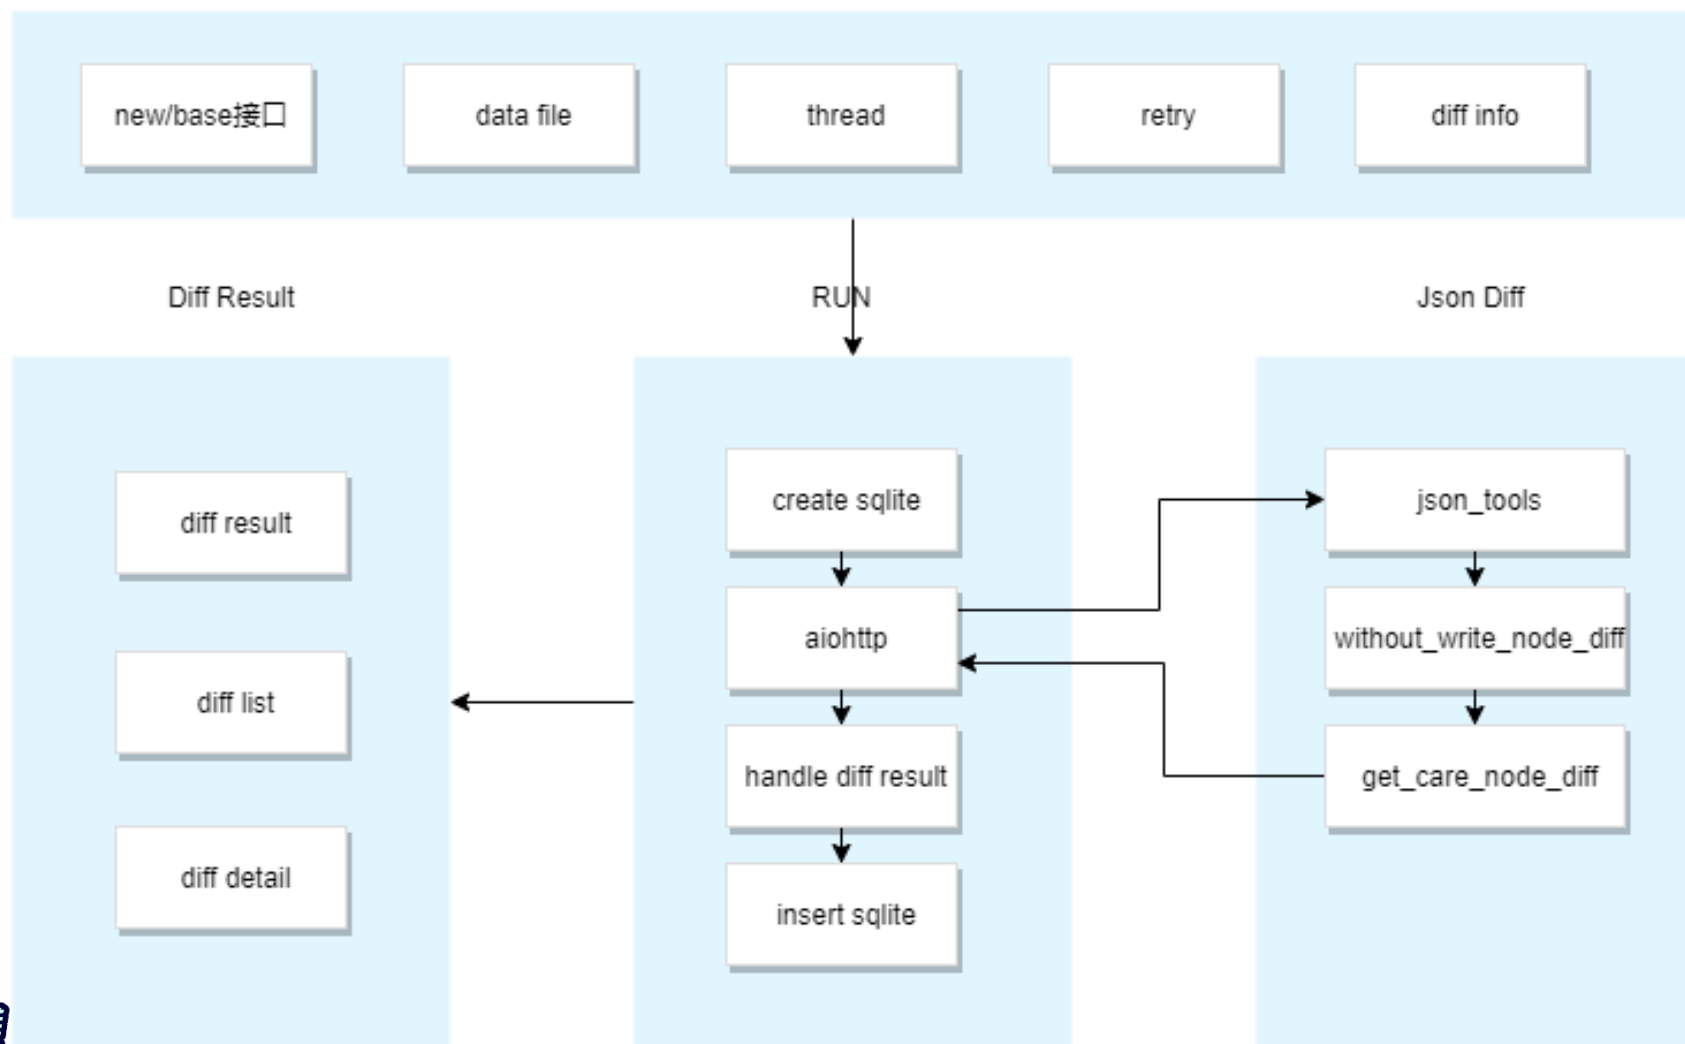 new/base接口
data file
thread
retry
diff info
Diff Result
RUN
Json Diff
diff result
diff list
diff detail
create sqlite
aiohttp
handle diff result
insert sqlite
json_tools
without_write_node_diff
get_care_node_diff